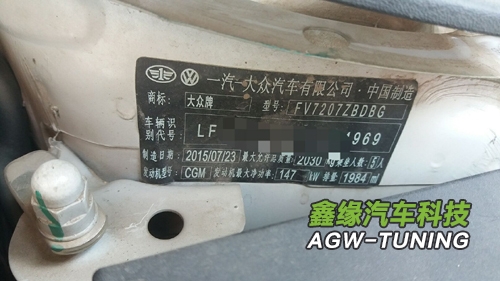 一汽-大众汽车有限公司·中国制造
商标: 大众牌 型号: FV7207ZBDBG
车辆识别代号: LF 969
制造日期: 2015/07/23 最大允许总质量: 2030 kg 乘坐人数: 5人
发动机型号: CGM 发动机最大净功率: 147 kW 排量: 1984 ml
鑫缘汽车科技
AGW-TUNING